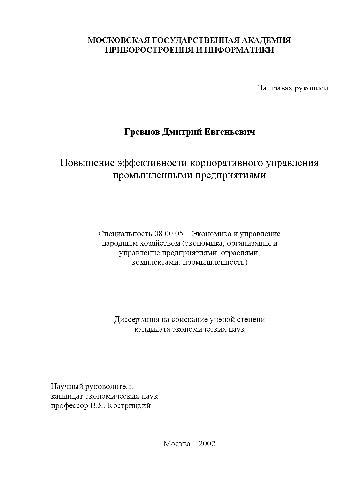 МОСКОВСКАЯ ГОСУДАРСТВЕННАЯ АКАДЕМИЯ
ПРИБОРОСТРОЕНИЯ И ИНФОРМАТИКИ
На правах рукописи
Гревцов Дмитрий Евгеньевич
Повышение эффективности корпоративного управления
промышленными предприятиями
Специальность 08.00.05 - Экономика и управление
народным хозяйством (экономика, организация и
управление предприятиями, отраслями,
комплексами: промышленность)
Диссертация на соискание ученой степени
кандидата экономических наук
Научный руководитель:
кандидат экономических наук
профессор
Москва